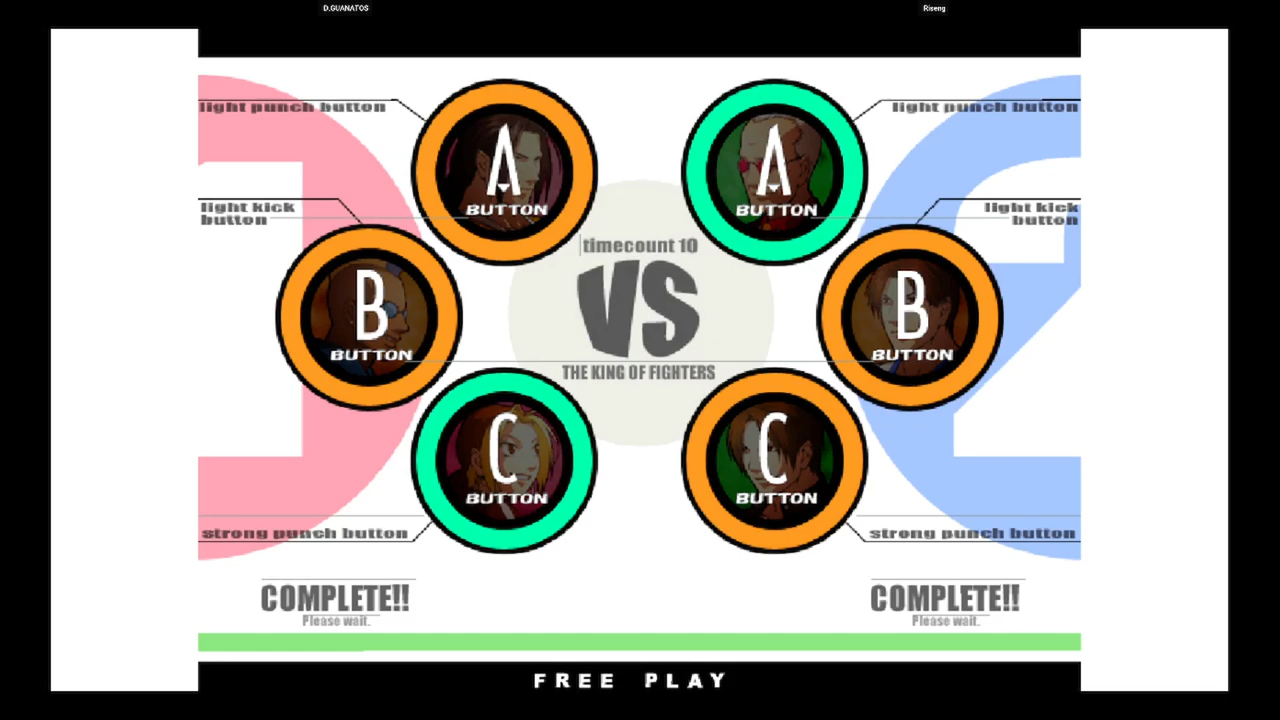 D.GUANATOS
Riseng
light punch button
light punch button
A
BUTTON
A
BUTTON
light kick
button
light kick
button
timecount 10
VS
THE KING OF FIGHTERS
B
BUTTON
B
BUTTON
C
BUTTON
C
BUTTON
strong punch button
strong punch button
COMPLETE!!
Please wait.
COMPLETE!!
Please wait.
FREE PLAY